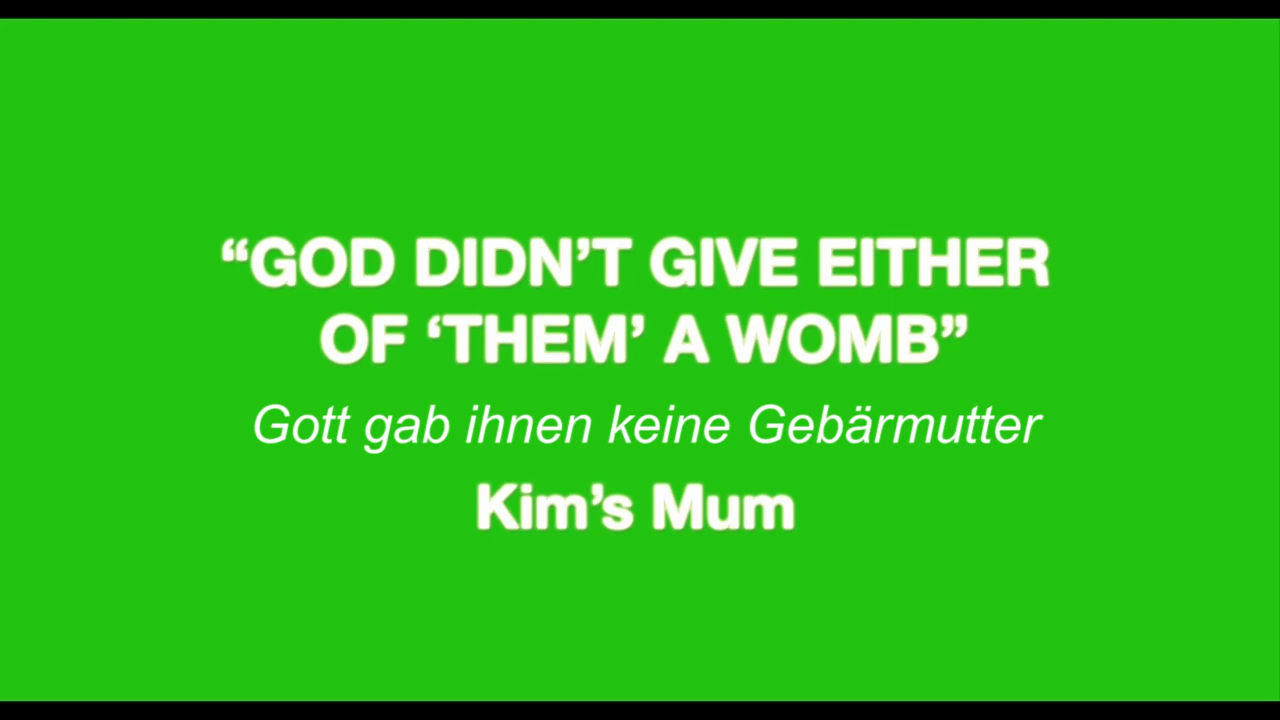 “GOD DIDN’T GIVE EITHER
OF ‘THEM’ A WOMB”
Gott gab ihnen keine Gebärmutter
Kim’s Mum